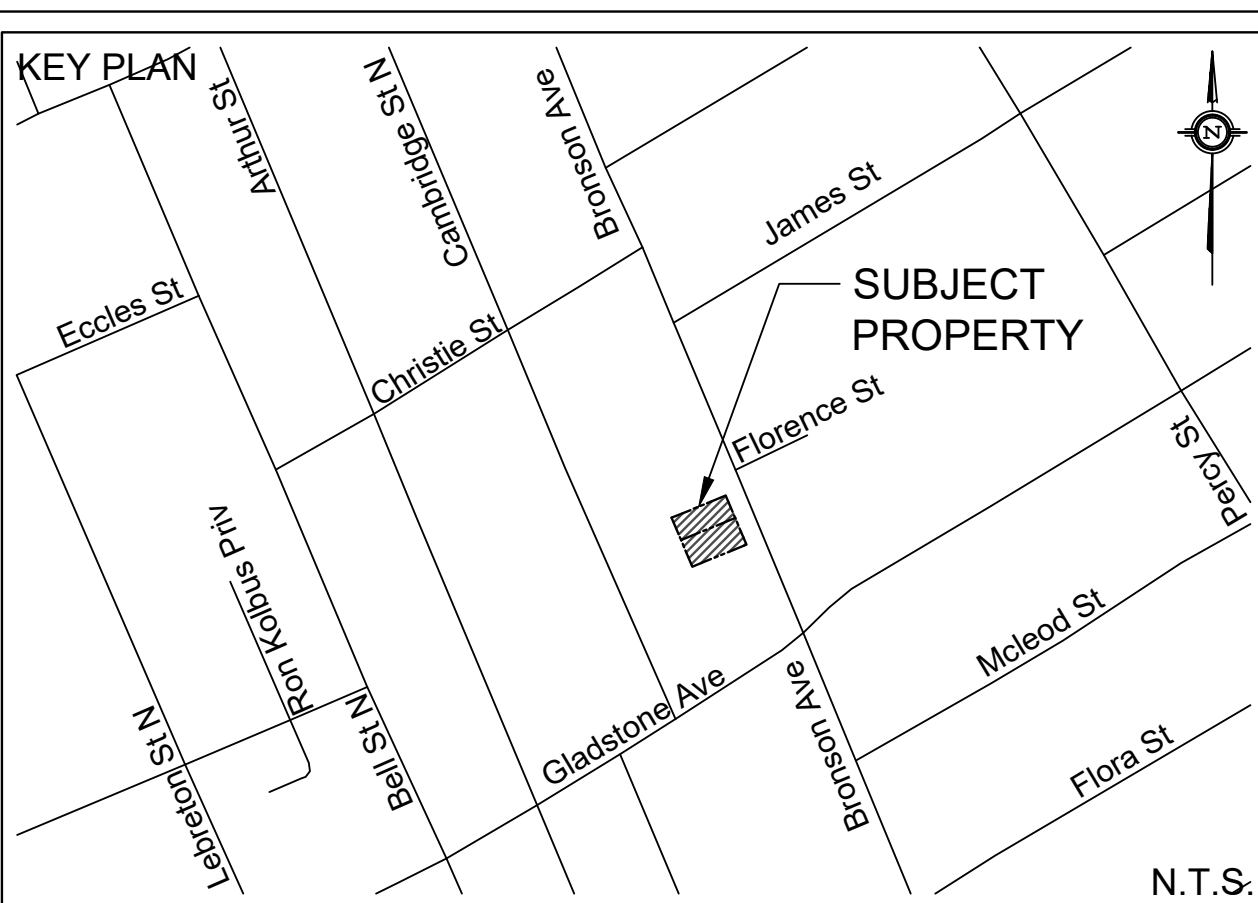 KEY PLAN
Arthur St
Cambridge St N
Bronson Ave
N
James St
Eccles St
Christie St
SUBJECT
PROPERTY
Florence St
Percy St
Ron Kolbus Priv
Mcleod St
Gladstone Ave
Lebreton St N
Bell St N
Bronson Ave
Flora St
N.T.S.